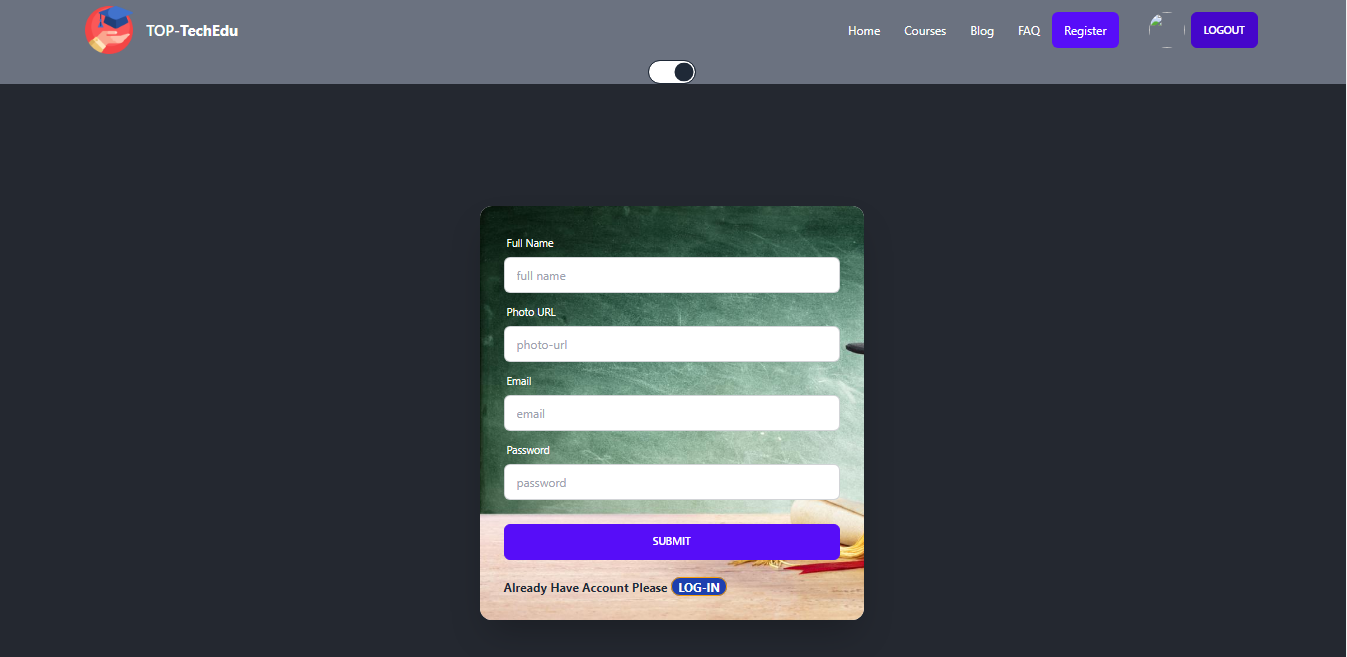 TOP-TechEdu
Home Courses Blog FAQ Register LOGOUT
Full Name
full name
Photo URL
photo-url
Email
email
Password
password
SUBMIT
Already Have Account Please LOG-IN